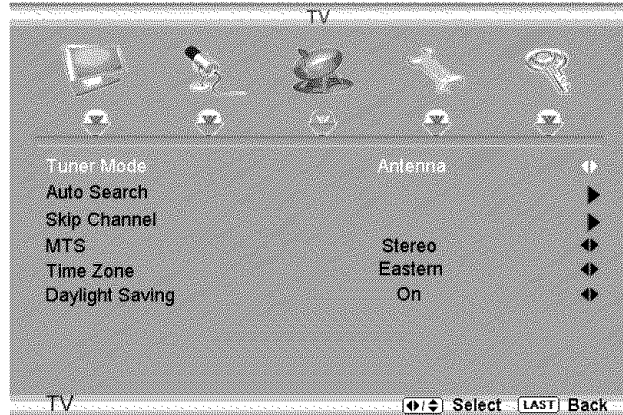 TV
Tuner Mode Antenna
Auto Search
Skip Channel
MTS Stereo
Time Zone Eastern
Daylight Saving On
TV Select LAST Back